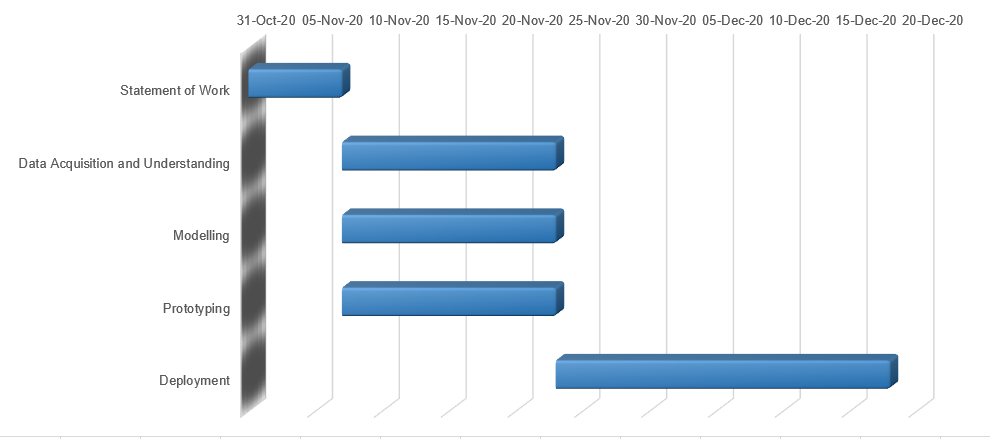 31-Oct-20 05-Nov-20 10-Nov-20 15-Nov-20 20-Nov-20 25-Nov-20 30-Nov-20 05-Dec-20 10-Dec-20 15-Dec-20 20-Dec-20
Statement of Work
Data Acquisition and Understanding
Modelling
Prototyping
Deployment